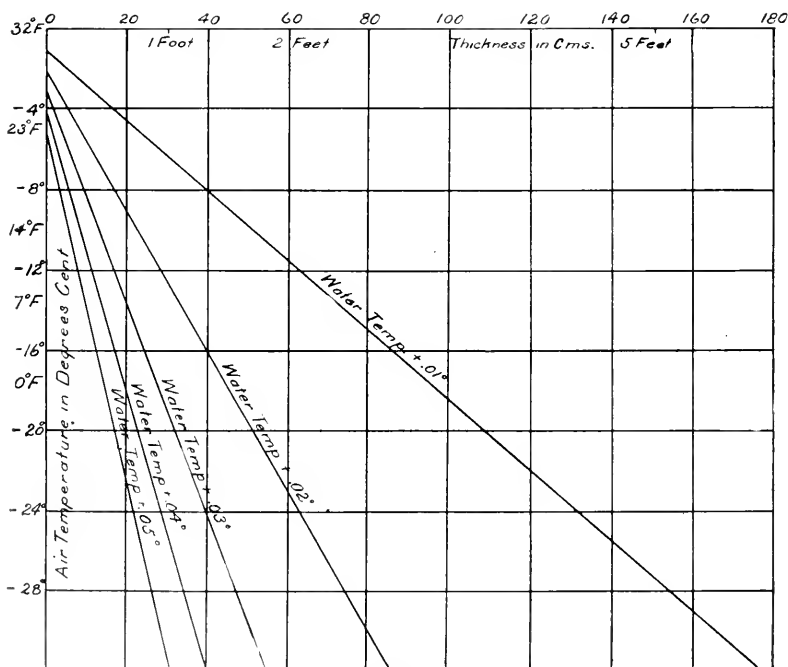 0 20 40 60 80 100 120 140 160 180
32°F
1 Foot 2 Feet Thickness in Cms. 5 Feet
-4°
23°F
-8°
14°F
-12°
7°F
-16°
0°F
-20°
-24°
-28°
Air Temperature in Degrees Cent
Water Temp +.05°
Water Temp +.04°
Water Temp +.03°
Water Temp +.02°
Water Temp. +.01°